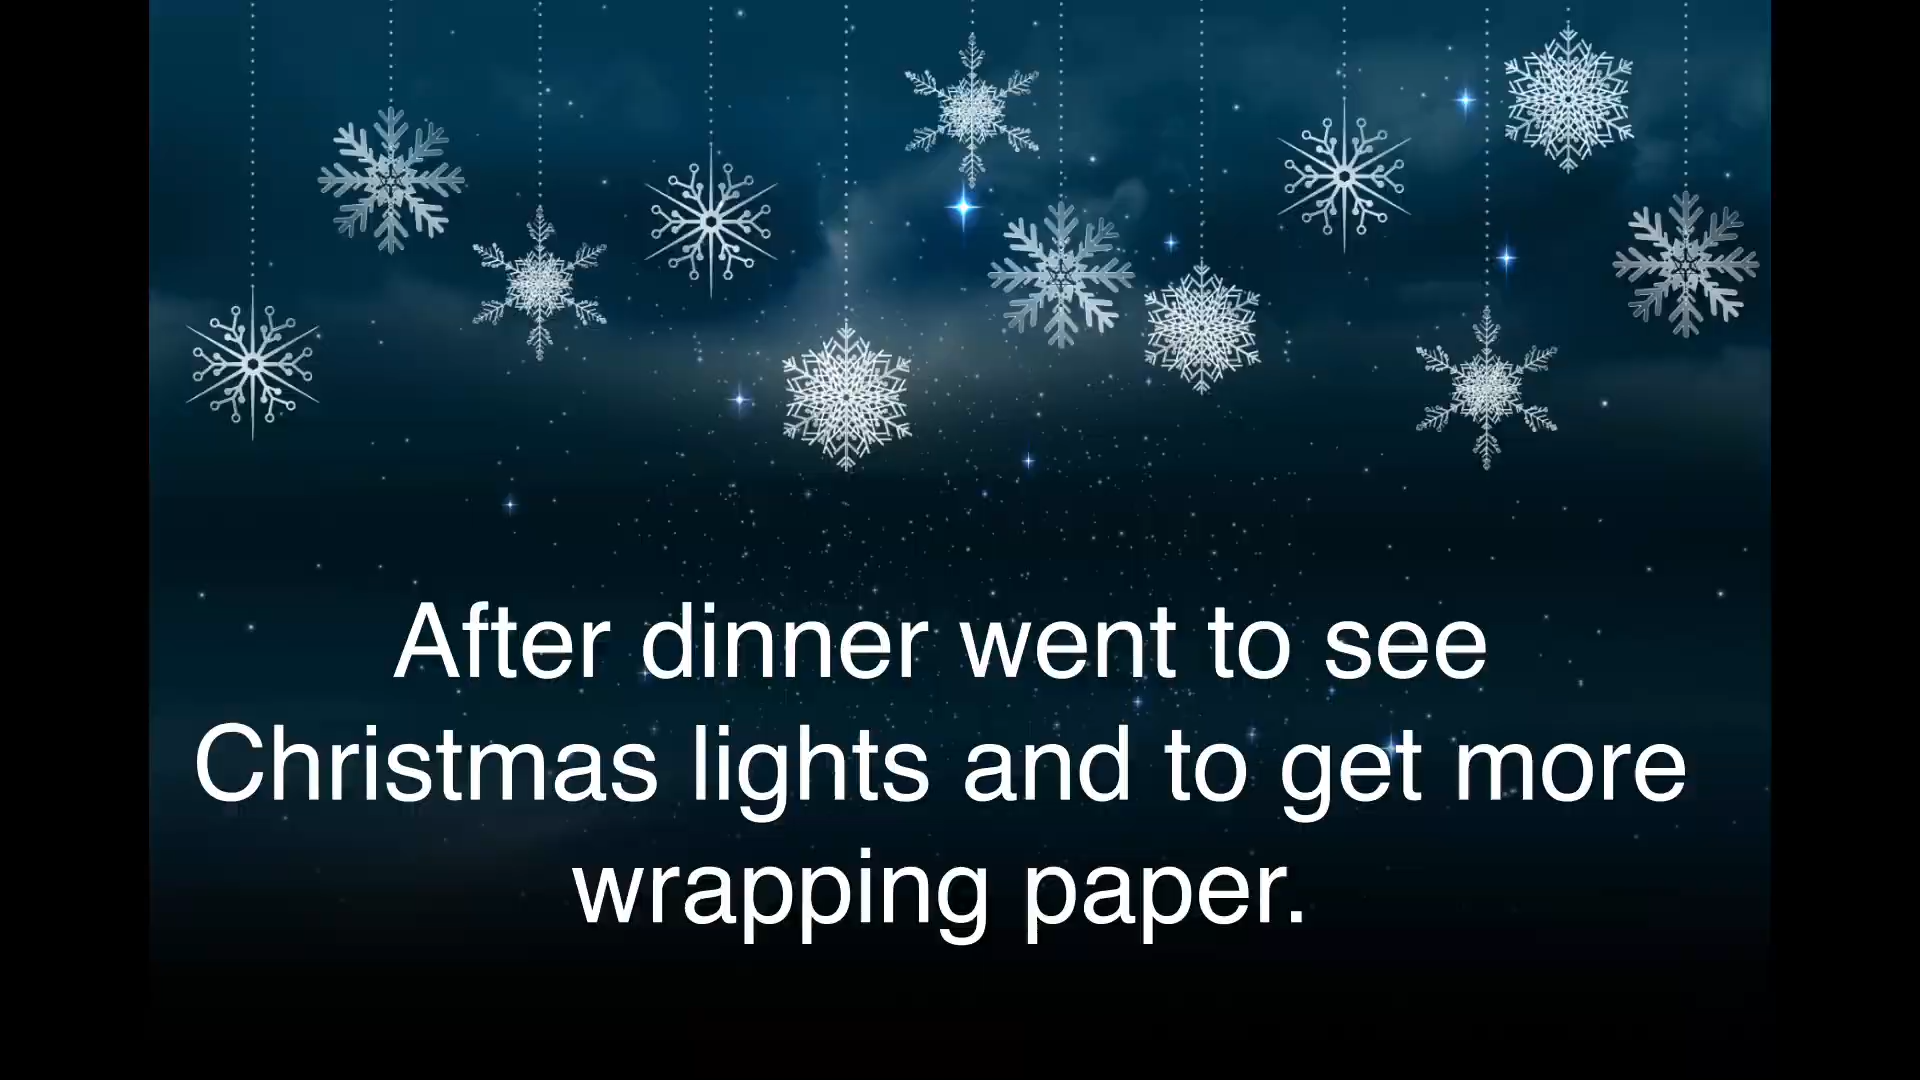 After dinner went to see
Christmas lights and to get more
wrapping paper.